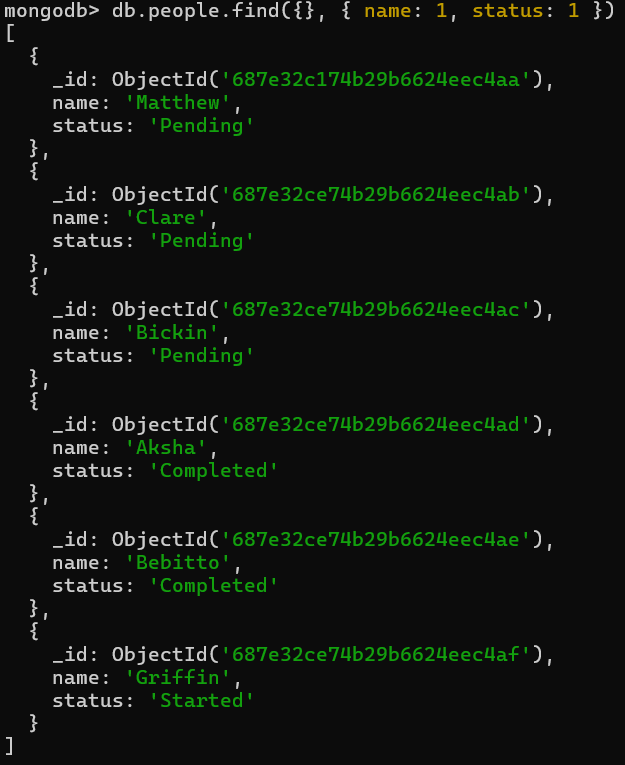 mongodb> db.people.find({}, { name: 1, status: 1 })
[
  {
    _id: ObjectId('687e32c174b29b6624eec4aa'),
    name: 'Matthew',
    status: 'Pending'
  },
  {
    _id: ObjectId('687e32ce74b29b6624eec4ab'),
    name: 'Clare',
    status: 'Pending'
  },
  {
    _id: ObjectId('687e32ce74b29b6624eec4ac'),
    name: 'Bickin',
    status: 'Pending'
  },
  {
    _id: ObjectId('687e32ce74b29b6624eec4ad'),
    name: 'Aksha',
    status: 'Completed'
  },
  {
    _id: ObjectId('687e32ce74b29b6624eec4ae'),
    name: 'Bebitto',
    status: 'Completed'
  },
  {
    _id: ObjectId('687e32ce74b29b6624eec4af'),
    name: 'Griffin',
    status: 'Started'
  }
]